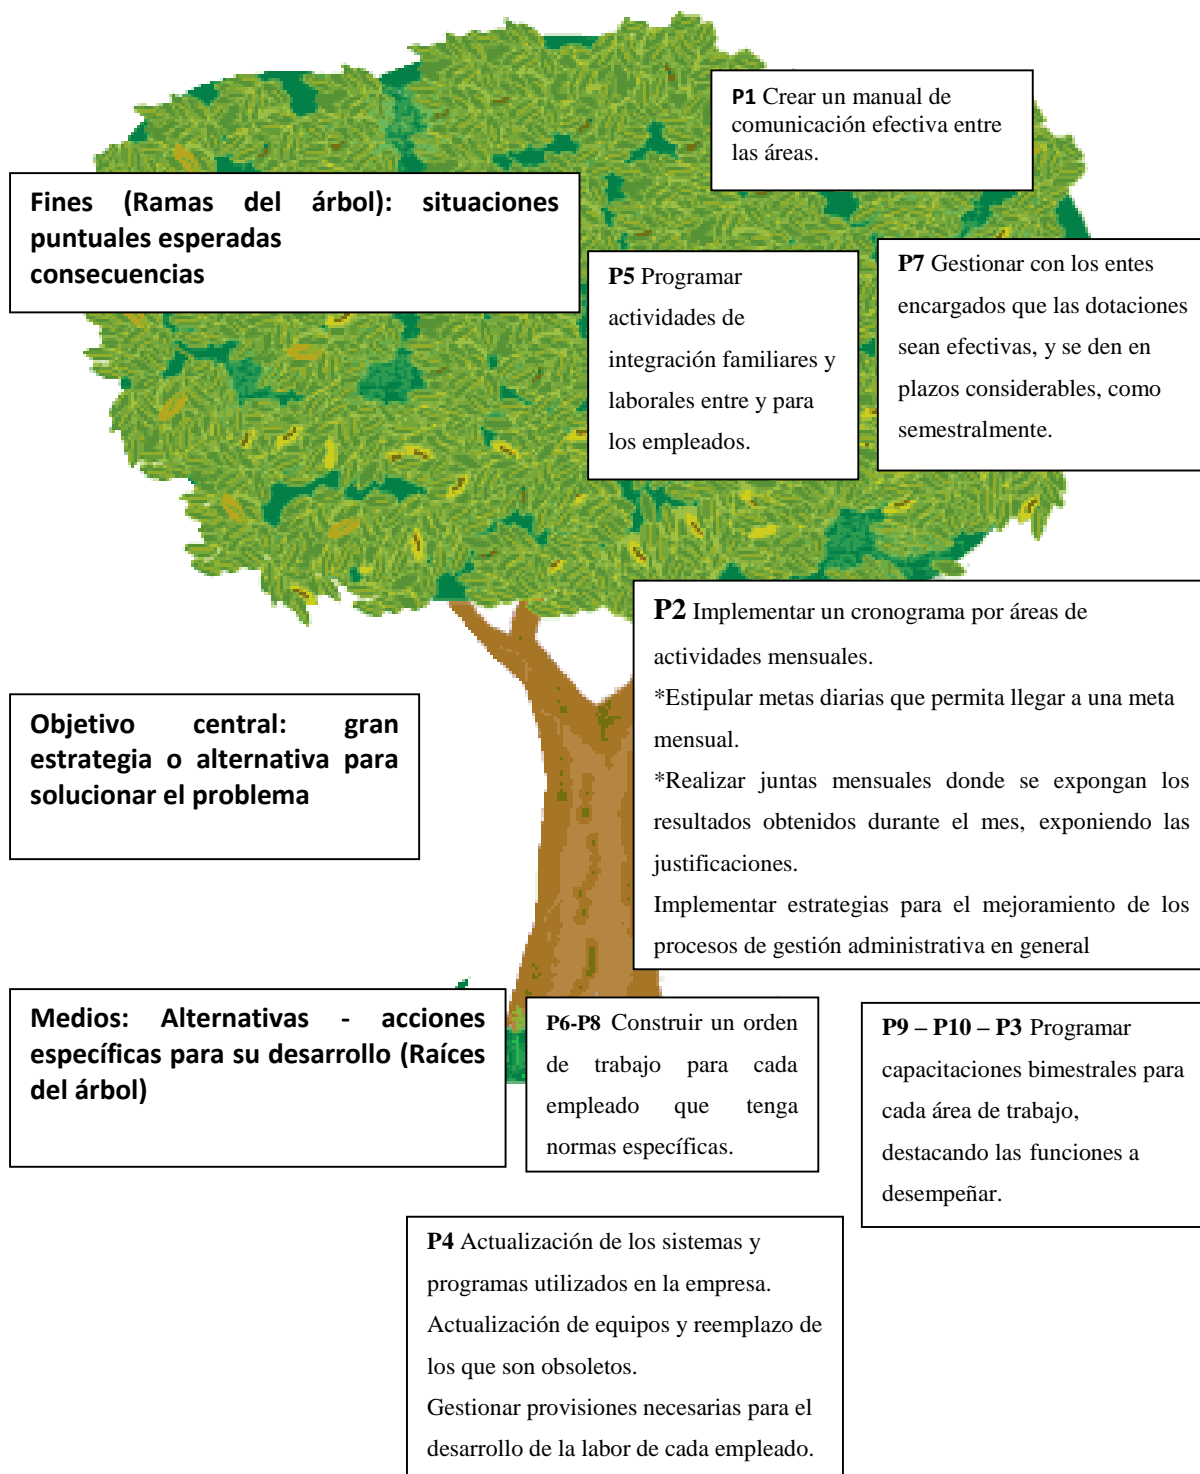 P1 Crear un manual de
comunicación efectiva entre
las áreas.
Fines (Ramas del árbol): situaciones
puntuales esperadas
consecuencias
P5 Programar
actividades de
integración familiares y
laborales entre y para
los empleados.
P7 Gestionar con los entes
encargados que las dotaciones
sean efectivas, y se den en
plazos considerables, como
semestralmente.
P2 Implementar un cronograma por áreas de
actividades mensuales.
*Estipular metas diarias que permita llegar a una meta
mensual.
*Realizar juntas mensuales donde se expongan los
resultados obtenidos durante el mes, exponiendo las
justificaciones.
Implementar estrategias para el mejoramiento de los
procesos de gestión administrativa en general
Objetivo central: gran
estrategia o alternativa para
solucionar el problema
Medios: Alternativas - acciones
específicas para su desarrollo (Raíces
del árbol)
P6-P8 Construir un orden
de trabajo para cada
empleado que tenga
normas específicas.
P9 – P10 – P3 Programar
capacitaciones bimestrales para
cada área de trabajo,
destacando las funciones a
desempeñar.
P4 Actualización de los sistemas y
programas utilizados en la empresa.
Actualización de equipos y reemplazo de
los que son obsoletos.
Gestionar provisiones necesarias para el
desarrollo de la labor de cada empleado.